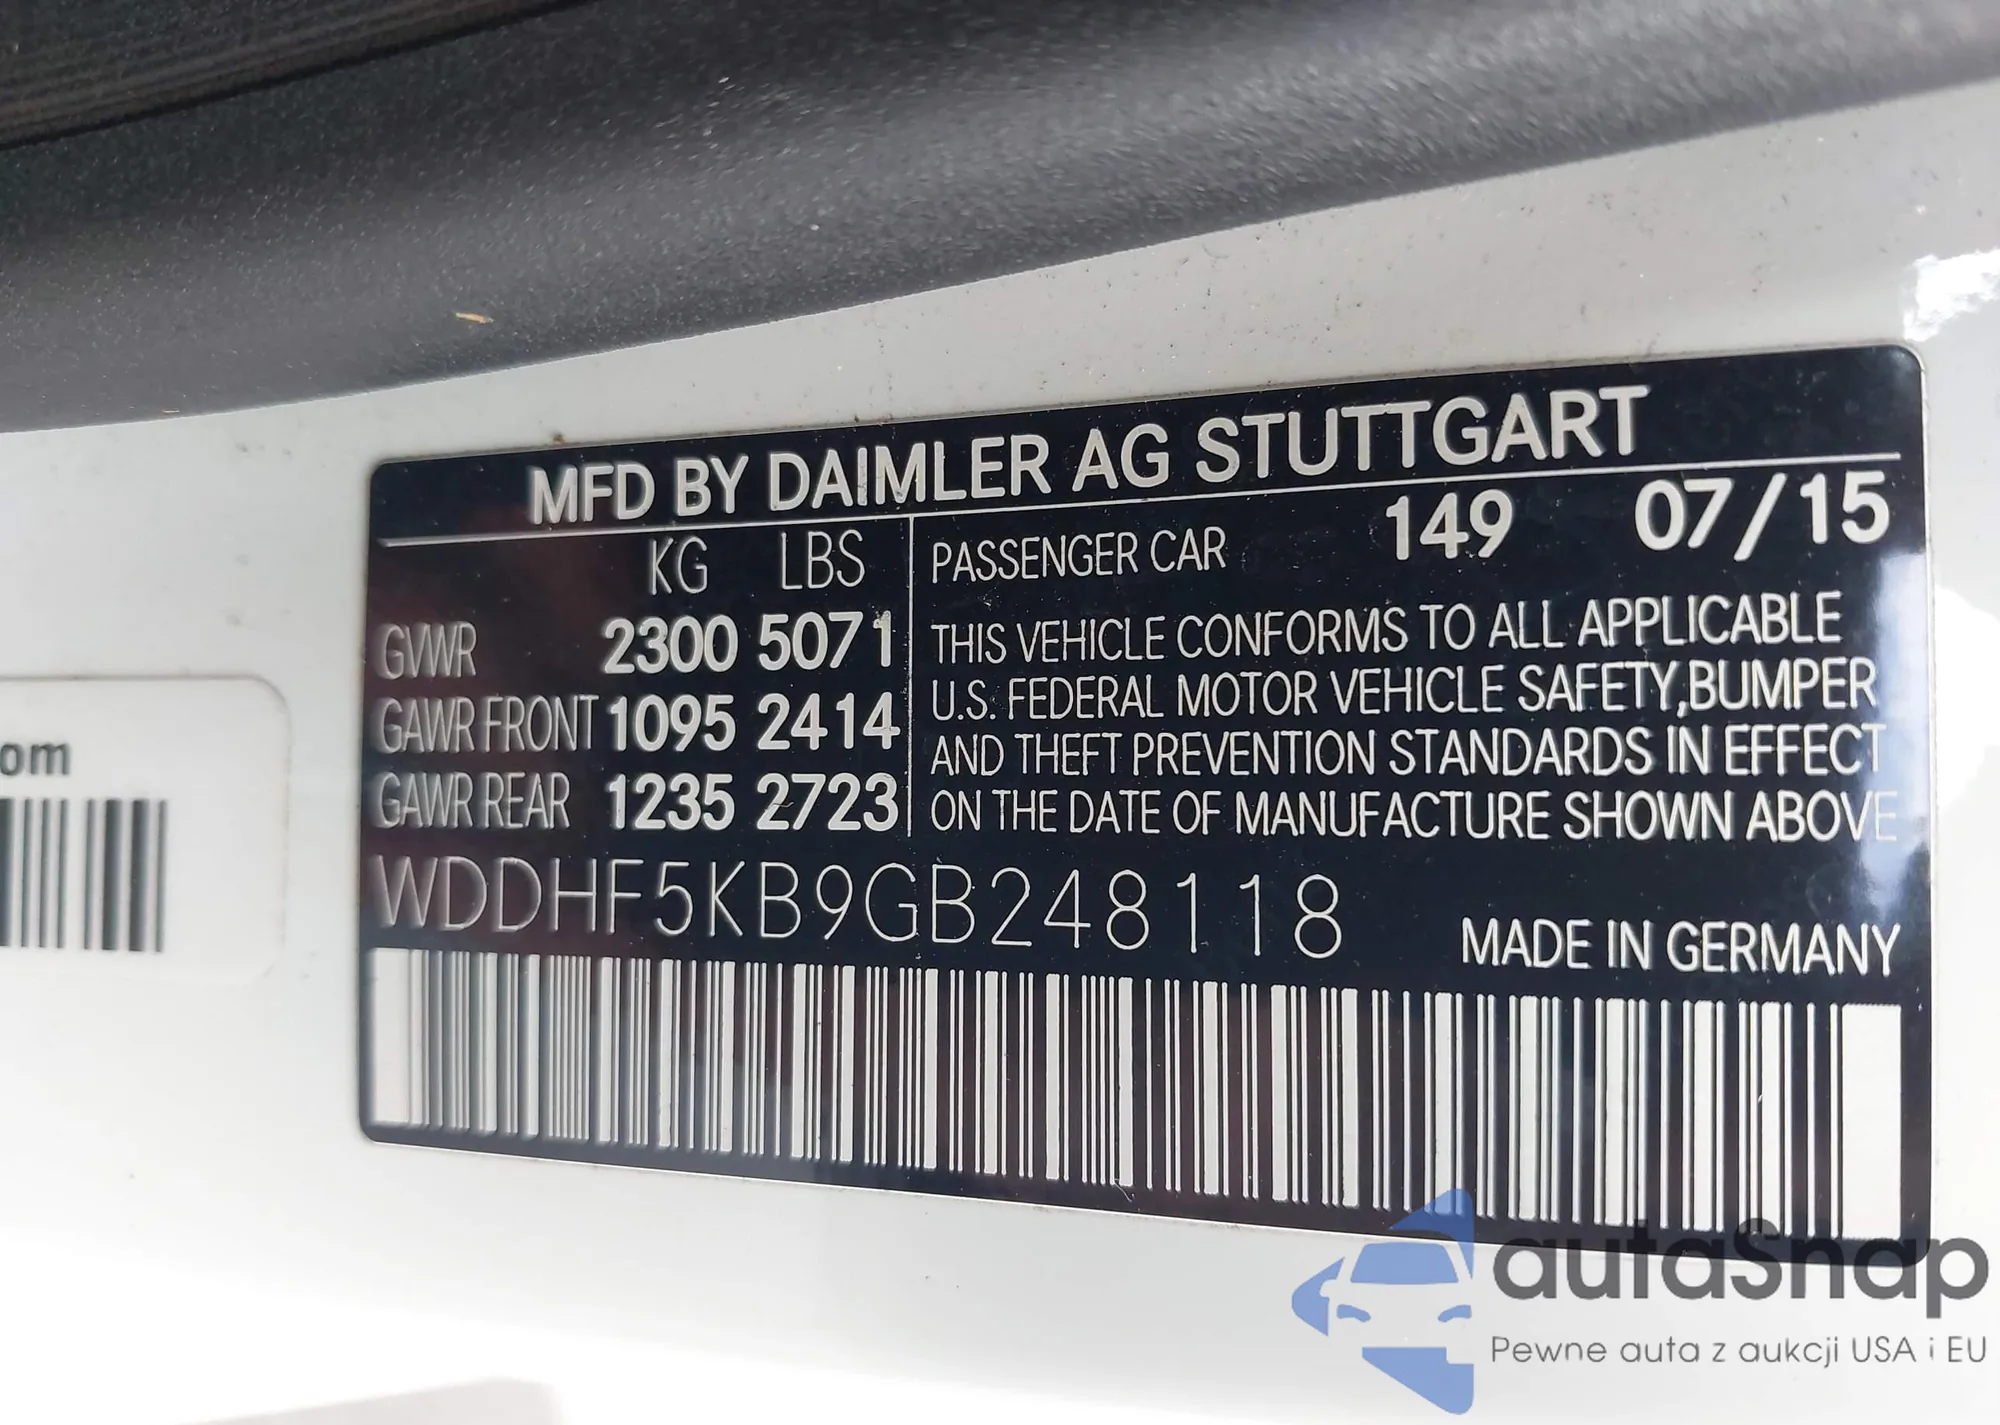 MFD BY DAIMLER AG STUTTGART
KG LBS
GVWR 2300 5071
GAWR FRONT 1095 2414
GAWR REAR 1235 2723
PASSENGER CAR 149 07/15
THIS VEHICLE CONFORMS TO ALL APPLICABLE
U.S. FEDERAL MOTOR VEHICLE SAFETY,BUMPER
AND THEFT PREVENTION STANDARDS IN EFFECT
ON THE DATE OF MANUFACTURE SHOWN ABOVE
WDDHF5KB9GB248118
MADE IN GERMANY
om
autaSnap
Pewne auta z aukcji USA i EU